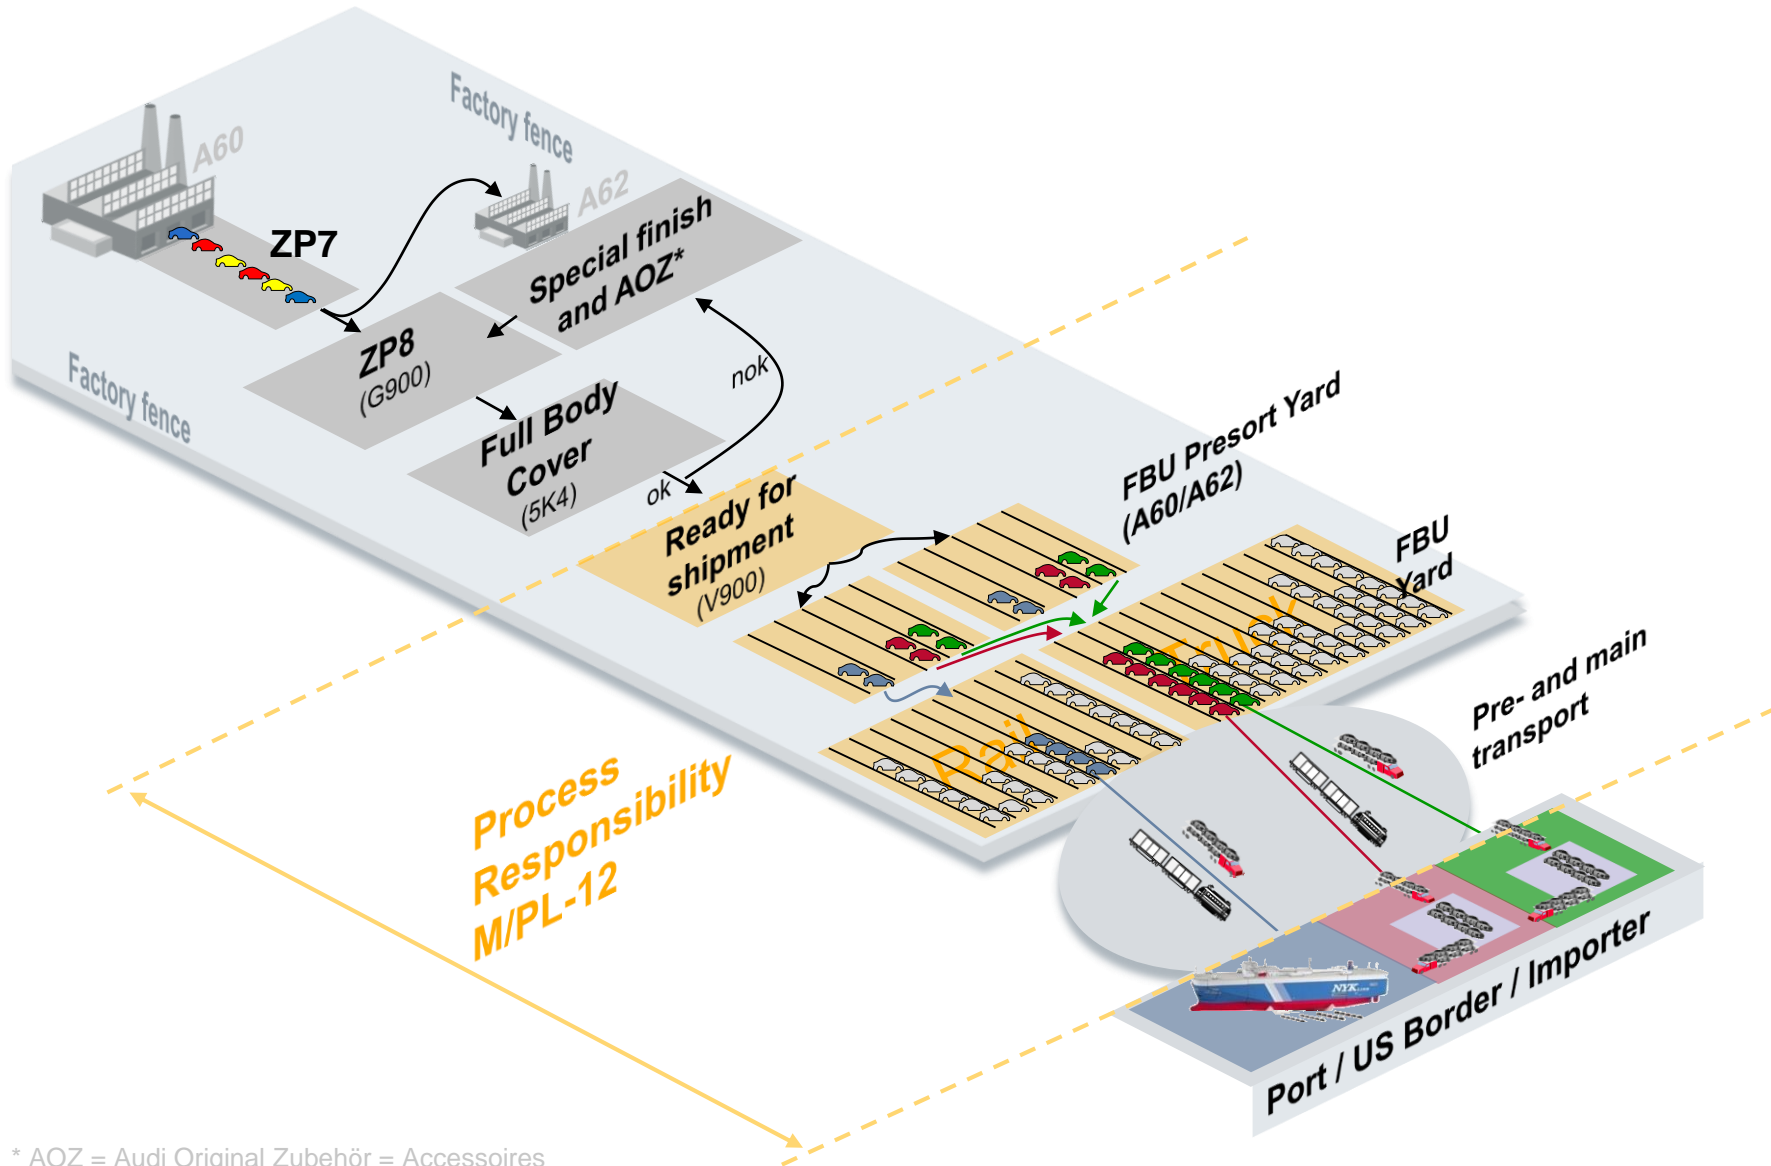 Factory fence
A60
A62
ZP7
Special finish
and AOZ*
ZP8
(G900)
Factory fence
nok
Full Body
Cover
(5K4)
ok
FBU Presort Yard
(A60/A62)
Ready for
shipment
(V900)
FBU
Yard
Truck
Rail
Pre- and main
transport
Process
Responsibility
M/PL-12
NYK
Port / US Border / Importer
* AOZ = Audi Original Zubehör = Accessoires